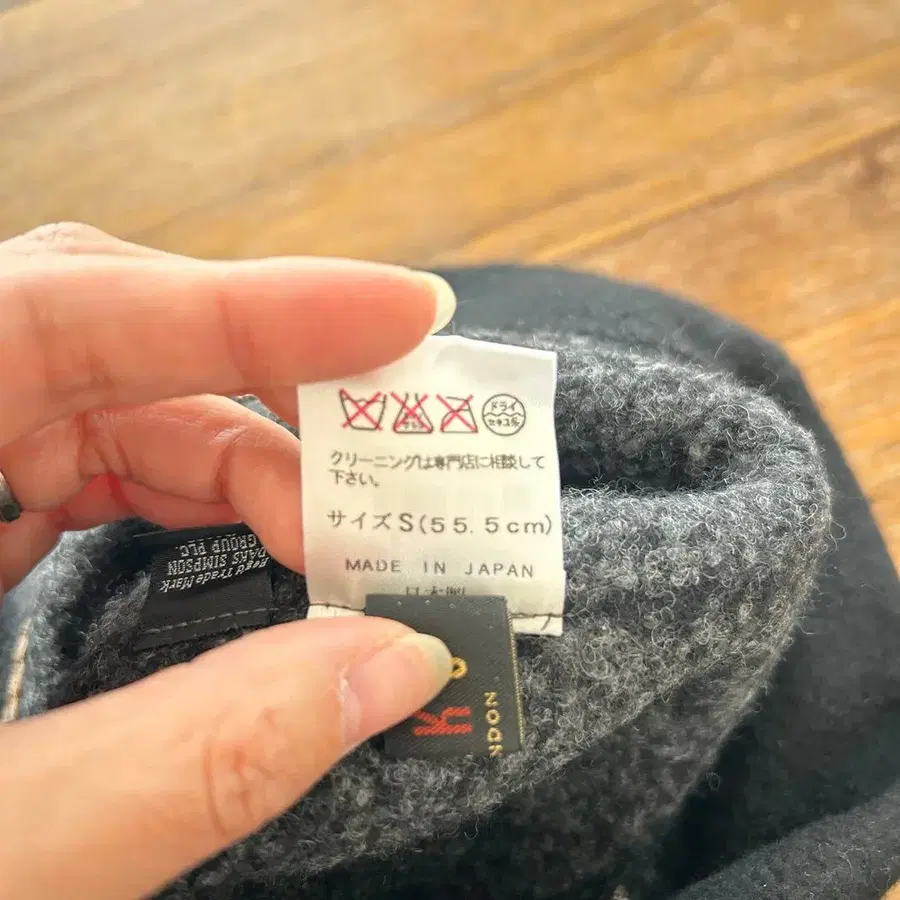 ドライ
セキユ系
クリーニングは専門店に相談して
下さい。
サイズ S(55.5cm)
MADE IN JAPAN
日本製
Regd Trade Mark
DAKS SIMPSON
GROUP PLC